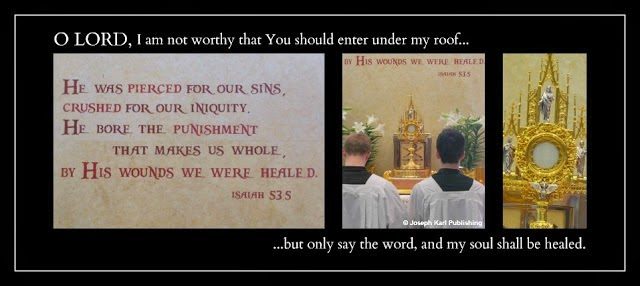 O LORD, I am not worthy that You should enter under my roof...
HE WAS PIERCED FOR OUR SINS,
CRUSHED FOR OUR INIQUITY.
HE BORE THE PUNISHMENT
THAT MAKES US WHOLE,
BY HIS WOUNDS WE WERE HEALED.
ISAIAH 53:5
BY HIS WOUNDS WE WERE HEALED.
ISAIAH 53:5
© Joseph Karl Publishing
...but only say the word, and my soul shall be healed.